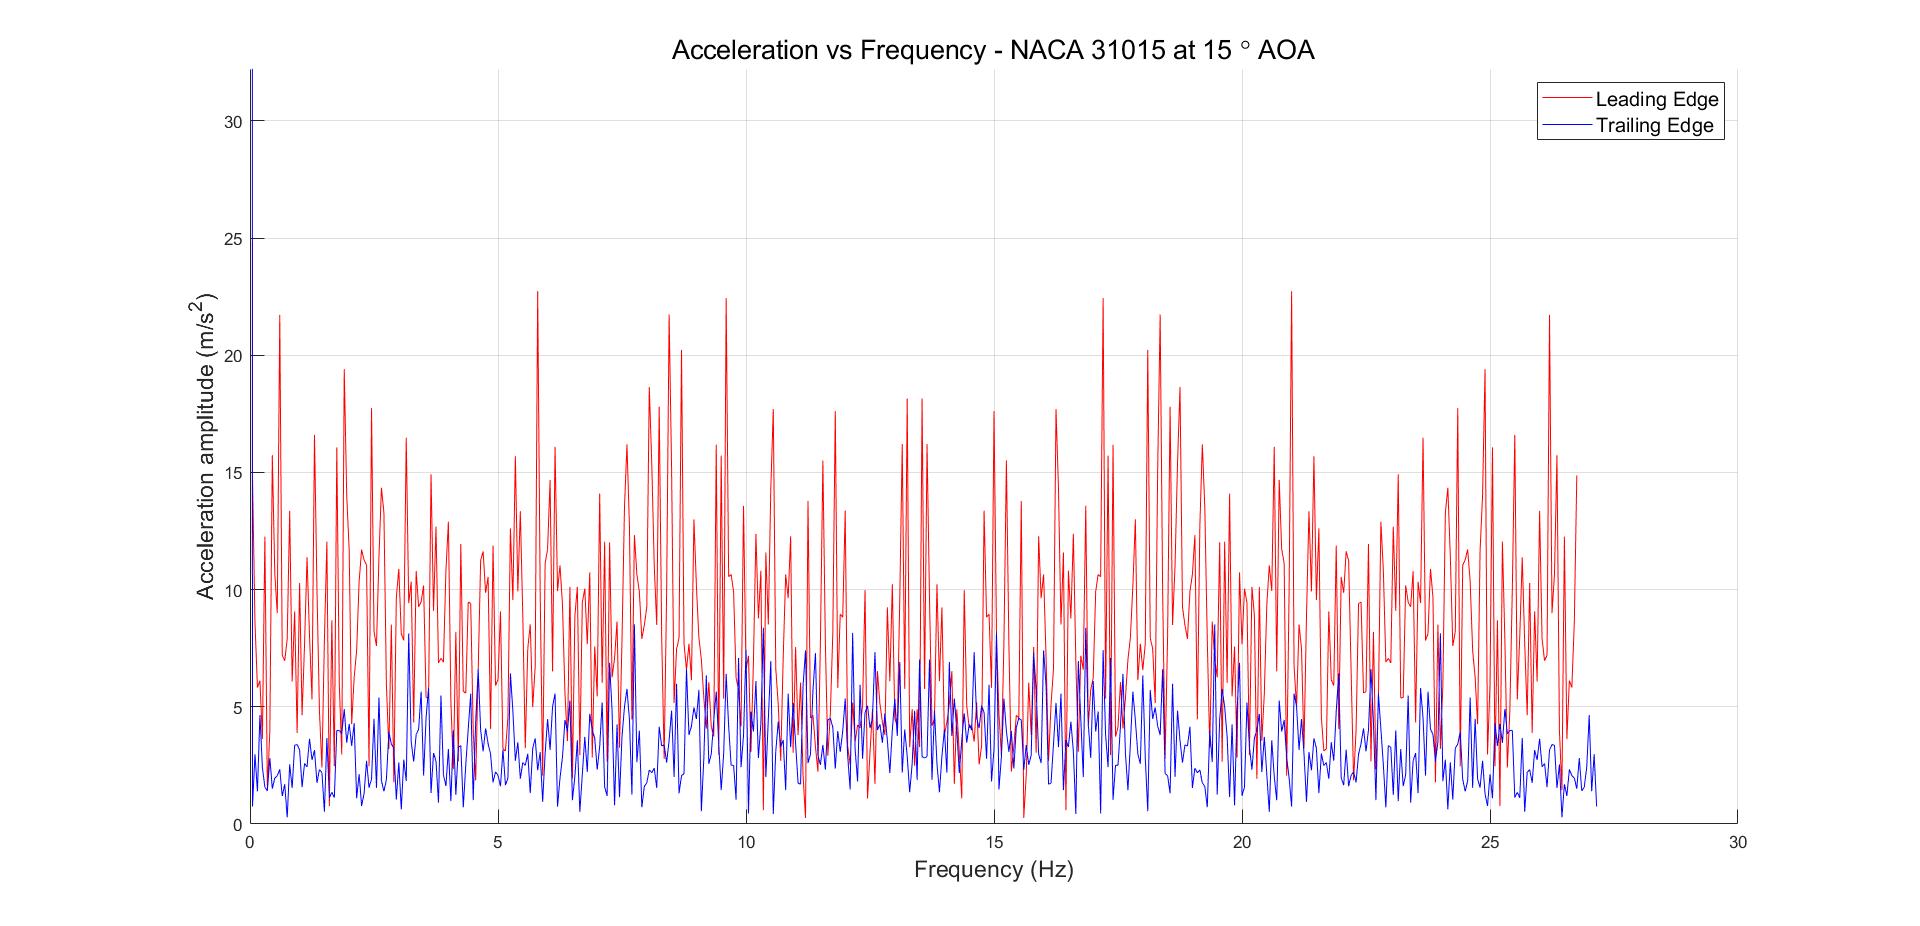 Acceleration vs Frequency - NACA 31015 at 15 ° AOA
Leading Edge
Trailing Edge
Acceleration amplitude (m/s²)
30
25
20
15
10
5
0
0 5 10 15 20 25 30
Frequency (Hz)